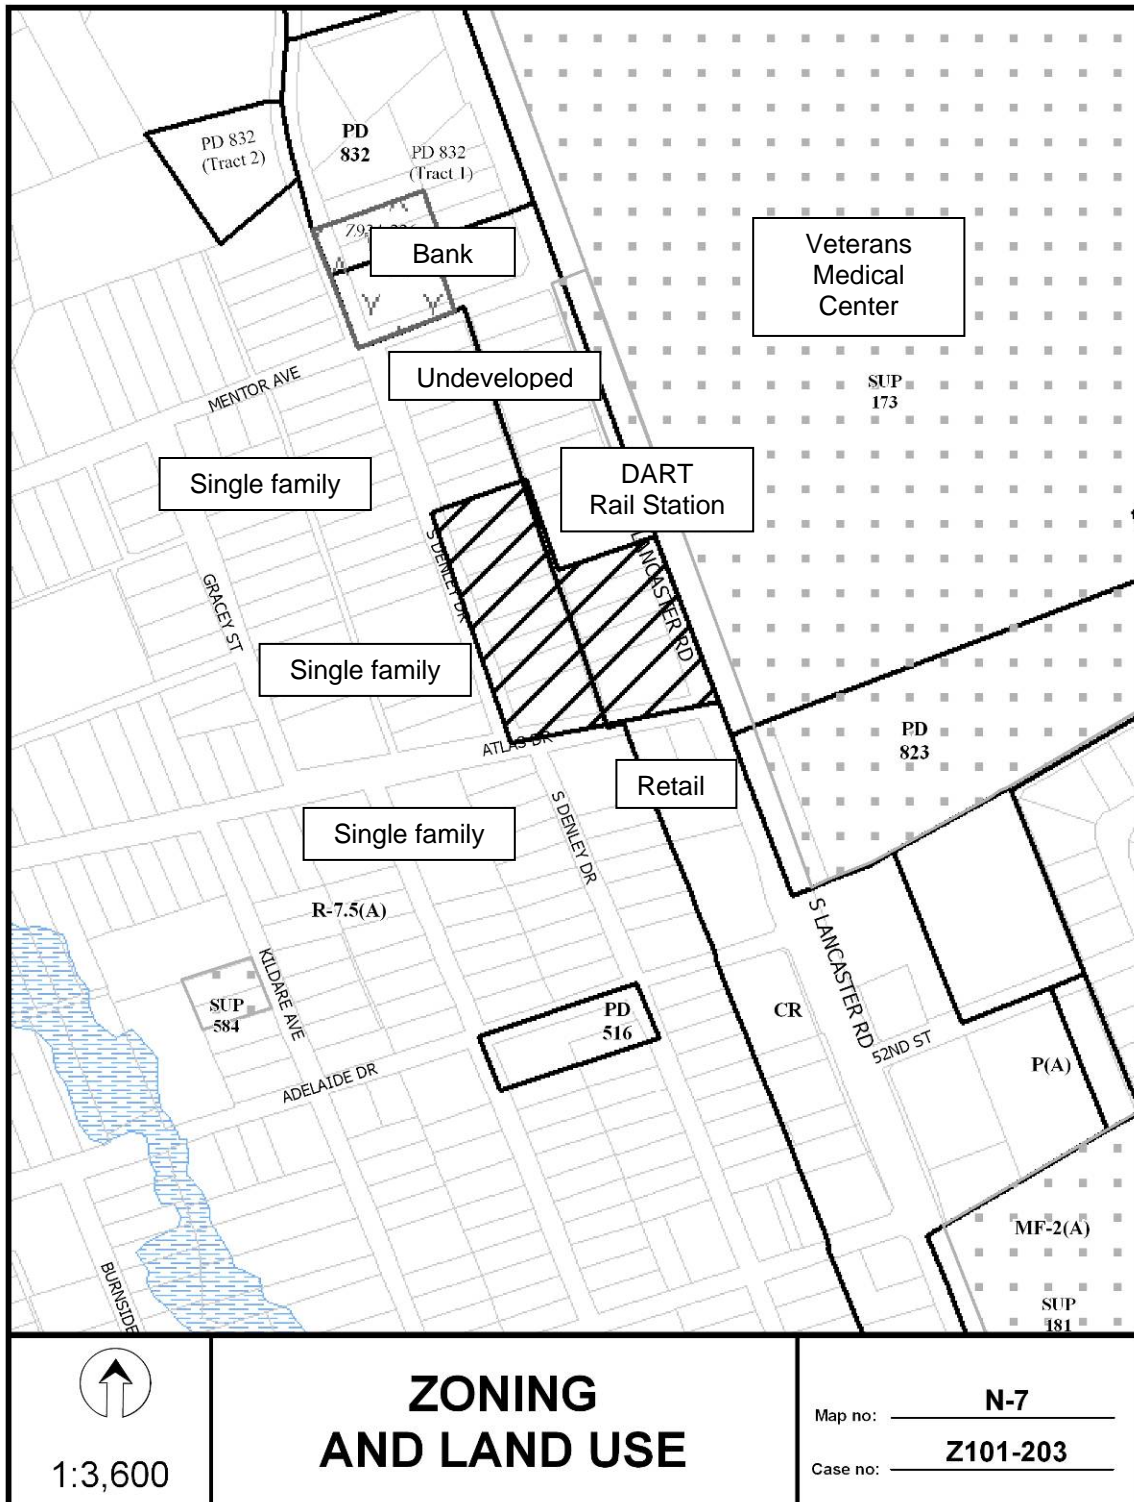 PD 832
(Tract 2)
PD
832
PD 832
(Tract 1)
Bank
Veterans
Medical
Center
Undeveloped
SUP
173
MENTOR AVE
Single family
DART
Rail Station
S DENLEY DR
LANCASTER RD
GRACEY ST
Single family
PD
823
ATLAS DR
Retail
S DENLEY DR
Single family
R-7.5(A)
S LANCASTER RD
KILDARE AVE
SUP
584
PD
516
CR
52ND ST
P(A)
ADELAIDE DR
MF-2(A)
BURNSIDE
SUP
181
1:3,600
ZONING
AND LAND USE
Map no: N-7
Case no: Z101-203